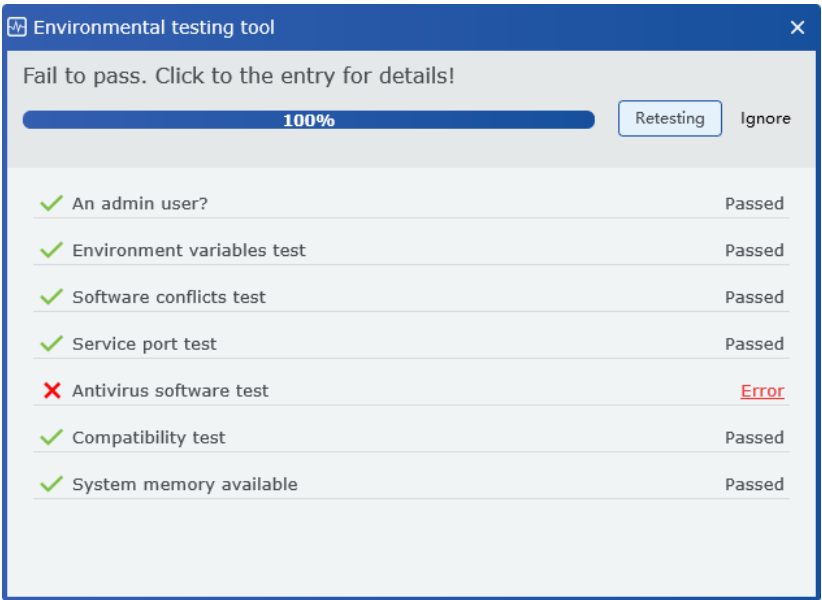 Environmental testing tool
Fail to pass. Click to the entry for details!
100%
Retesting
Ignore
An admin user? Passed
Environment variables test Passed
Software conflicts test Passed
Service port test Passed
Antivirus software test Error
Compatibility test Passed
System memory available Passed